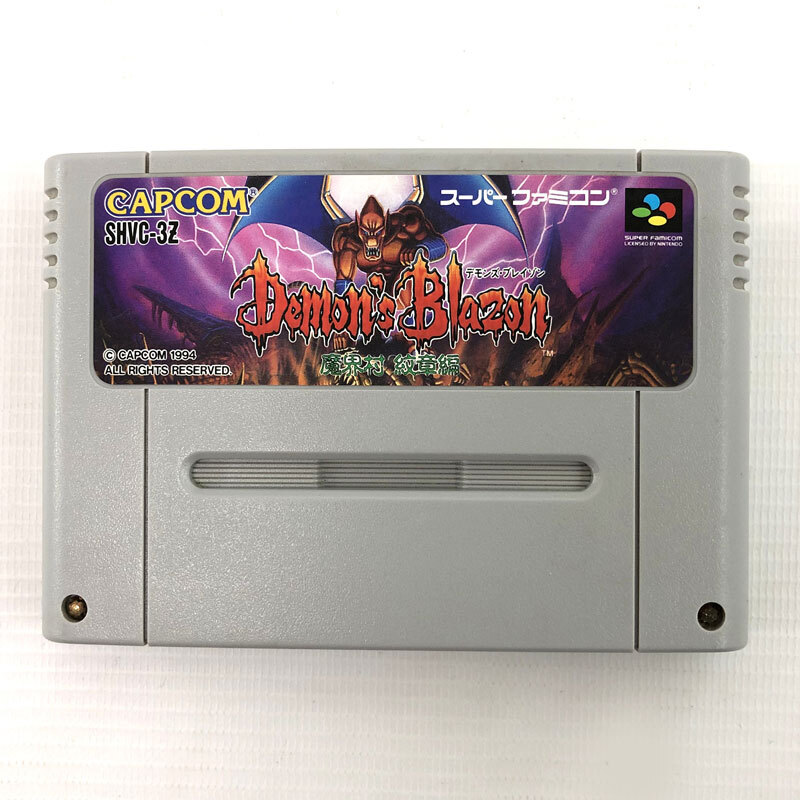 CAPCOM®
SHVC-3Z
スーパーファミコン®
SUPER FAMICOM
LICENSED BY NINTENDO
デモンズ・ブレイゾン
Demon's Blazon™
魔界村 紋章編
© CAPCOM 1994
ALL RIGHTS RESERVED.